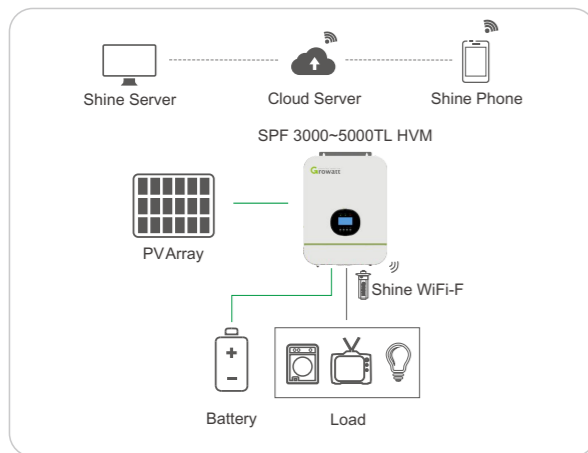 Shine Server
Cloud Server
Shine Phone
SPF 3000~5000TL HVM
Growatt
PV Array
Shine WiFi-F
Battery
Load